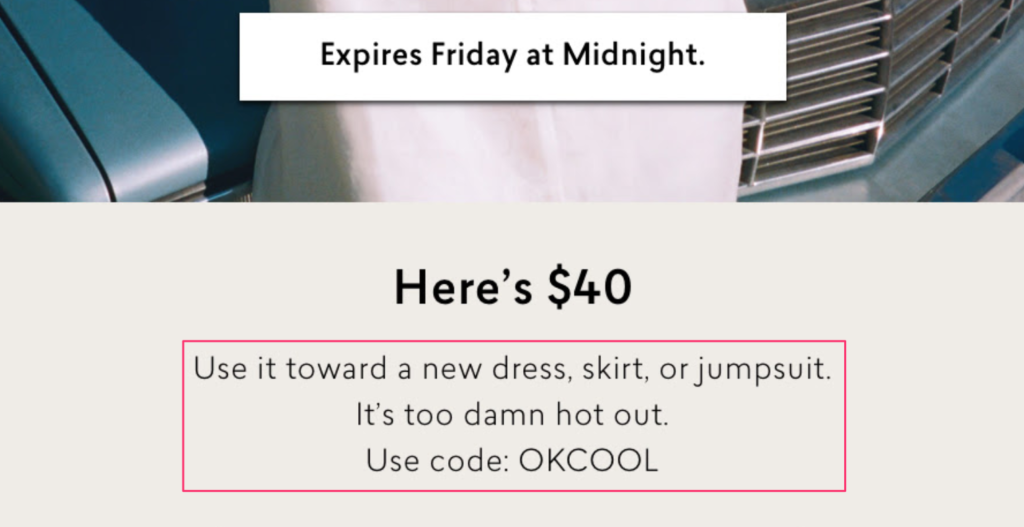 Expires Friday at Midnight.
Here's $40
Use it toward a new dress, skirt, or jumpsuit.
It's too damn hot out.
Use code: OKCOOL